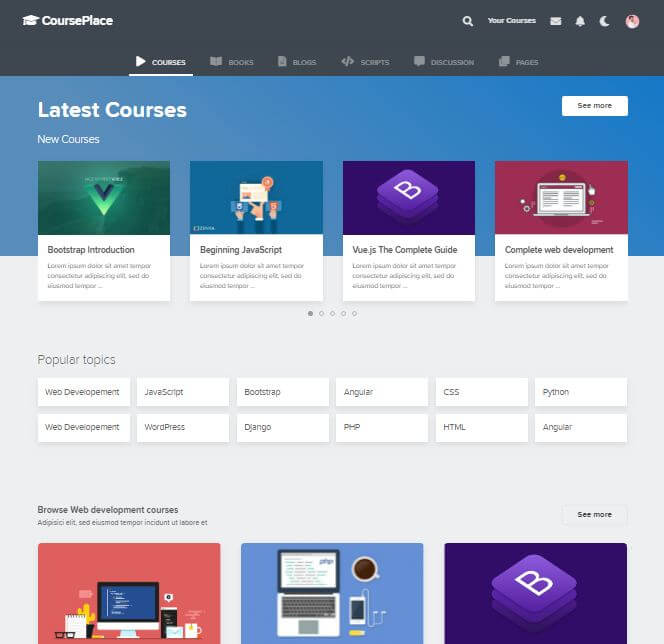 CoursePlace
Your Courses
COURSES
BOOKS
BLOGS
SCRIPTS
DISCUSSION
PAGES
Latest Courses
See more
New Courses
Bootstrap Introduction
Lorem ipsum dolor sit amet tempor
consectetur adipiscing elit, sed do
eiusmod tempor ...
Beginning JavaScript
Lorem ipsum dolor sit amet tempor
consectetur adipiscing elit, sed do
eiusmod tempor ...
Vue.js The Complete Guide
Lorem ipsum dolor sit amet tempor
consectetur adipiscing elit, sed do
eiusmod tempor ...
Complete web development
Lorem ipsum dolor sit amet tempor
consectetur adipiscing elit, sed do
eiusmod tempor ...
Popular topics
Web Developement
JavaScript
Bootstrap
Angular
CSS
Python
Web Developement
WordPress
Django
PHP
HTML
Angular
Browse Web development courses
See more
Adipisici elit, sed eiusmod tempor incidunt ut labore et
php
B